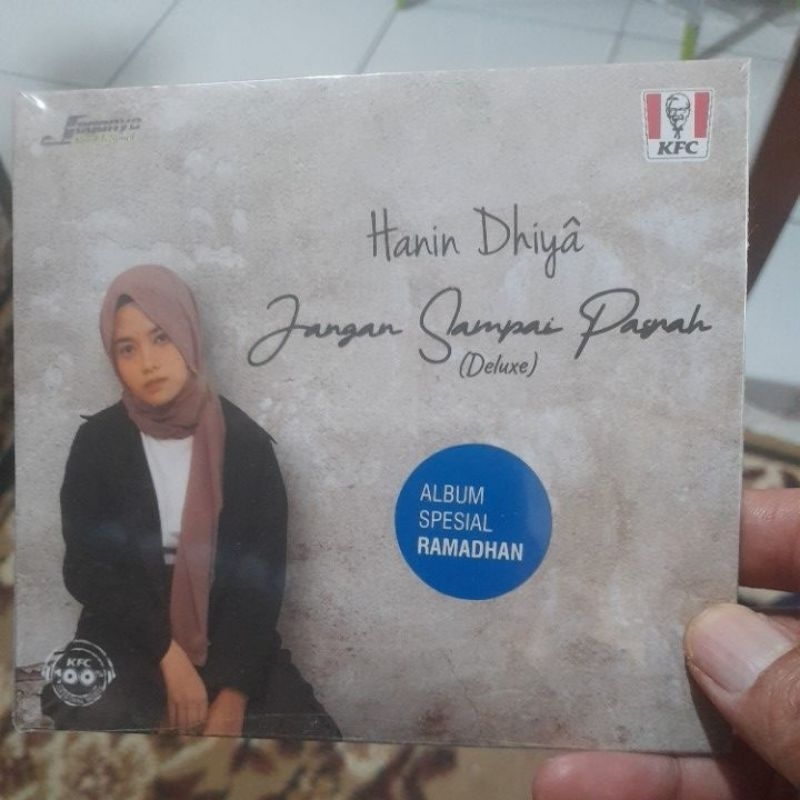 KFC
Hanin Dhiyâ
Jangan Sampai Pasrah
(Deluxe)
ALBUM
SPESIAL
RAMADHAN
KFC